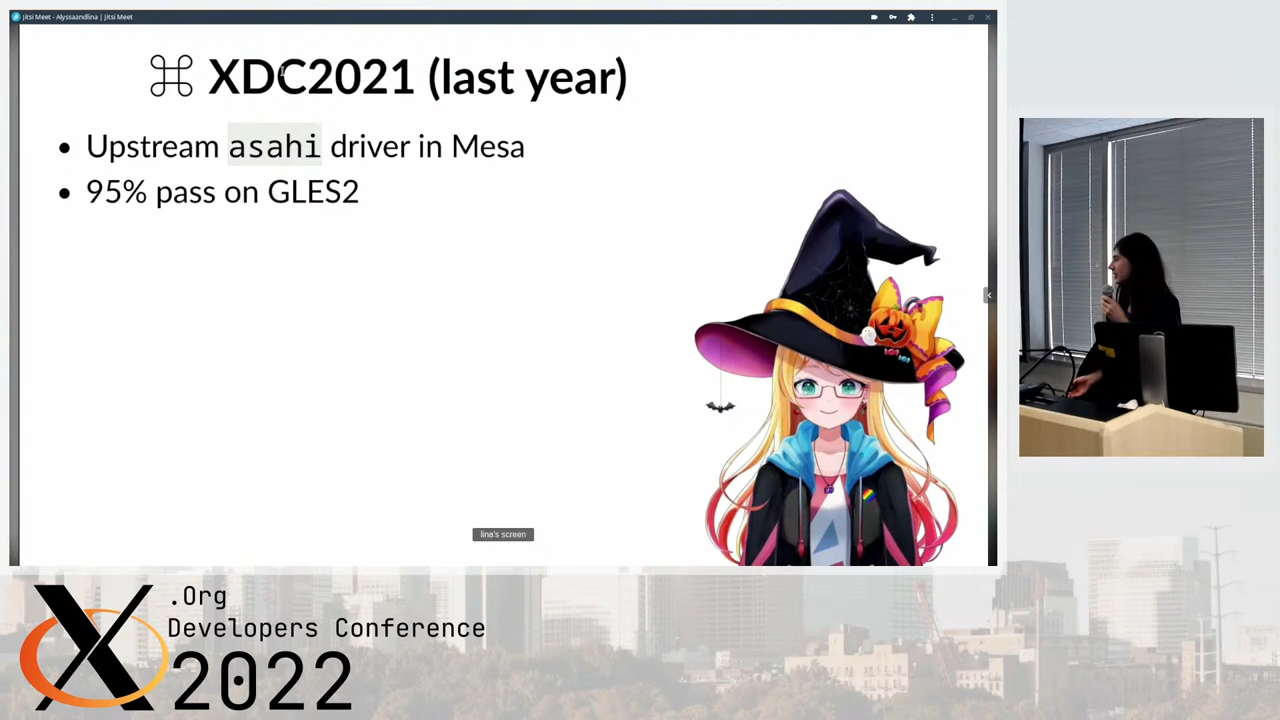 Jitsi Meet - Alyssaandlina | Jitsi Meet
⌘ XDC2021 (last year)
• Upstream asahi driver in Mesa
• 95% pass on GLES2
lina's screen
X.Org
Developers Conference
2022